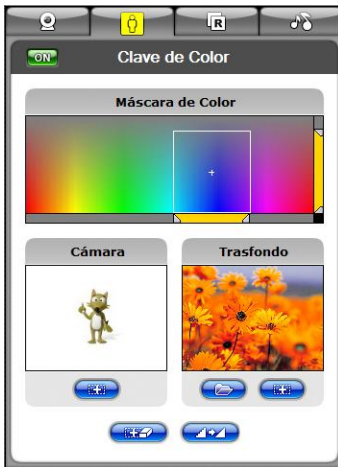 R
ON
Clave de Color
Máscara de Color
Cámara
Trasfondo